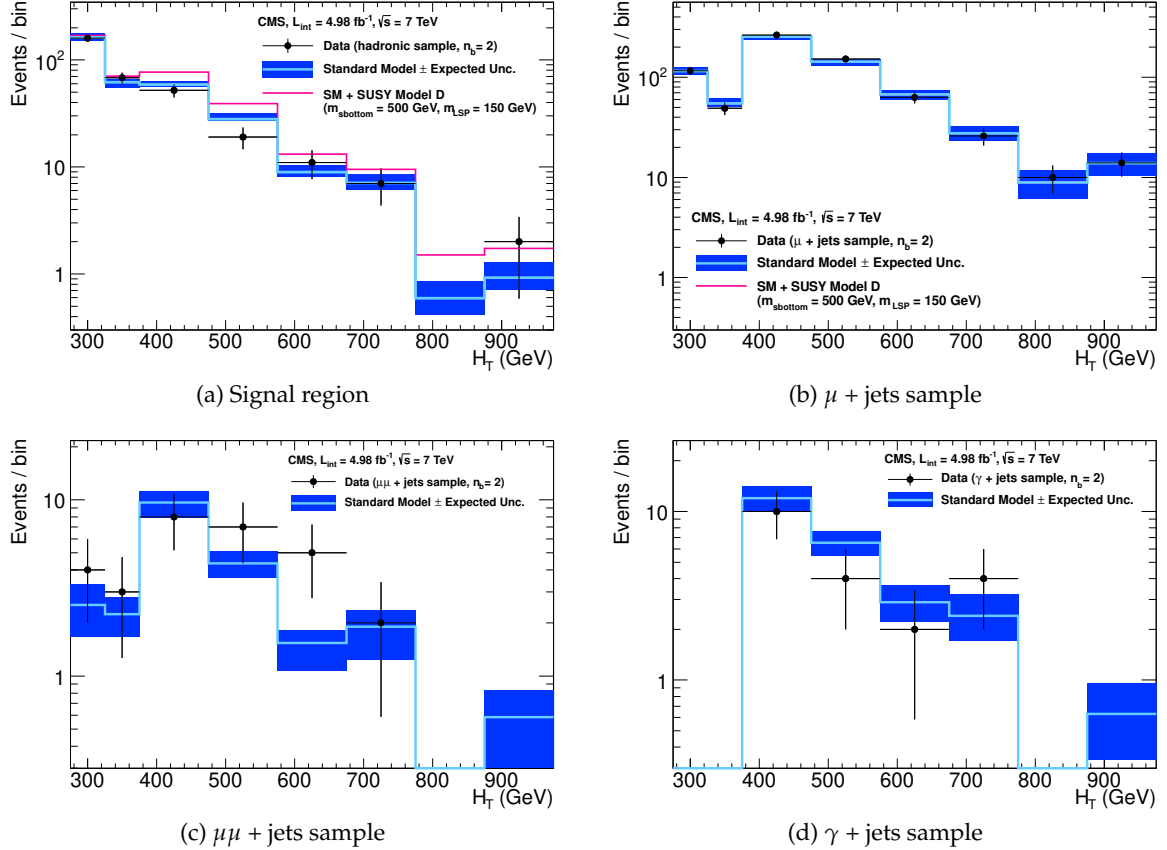 Events / bin
10²
10
1
CMS, L_int = 4.98 fb⁻¹, √s = 7 TeV
Data (hadronic sample, n_b= 2)
Standard Model ± Expected Unc.
SM + SUSY Model D
(m_sbottom = 500 GeV, m_LSP = 150 GeV)
300 400 500 600 700 800 900
H_T (GeV)
(a) Signal region
Events / bin
10²
10
1
CMS, L_int = 4.98 fb⁻¹, √s = 7 TeV
Data (μ + jets sample, n_b= 2)
Standard Model ± Expected Unc.
SM + SUSY Model D
(m_sbottom = 500 GeV, m_LSP = 150 GeV)
300 400 500 600 700 800 900
H_T (GeV)
(b) μ + jets sample
Events / bin
10
1
CMS, L_int = 4.98 fb⁻¹, √s = 7 TeV
Data (μμ + jets sample, n_b= 2)
Standard Model ± Expected Unc.
300 400 500 600 700 800 900
H_T (GeV)
(c) μμ + jets sample
Events / bin
10
1
CMS, L_int = 4.98 fb⁻¹, √s = 7 TeV
Data (γ + jets sample, n_b= 2)
Standard Model ± Expected Unc.
300 400 500 600 700 800 900
H_T (GeV)
(d) γ + jets sample